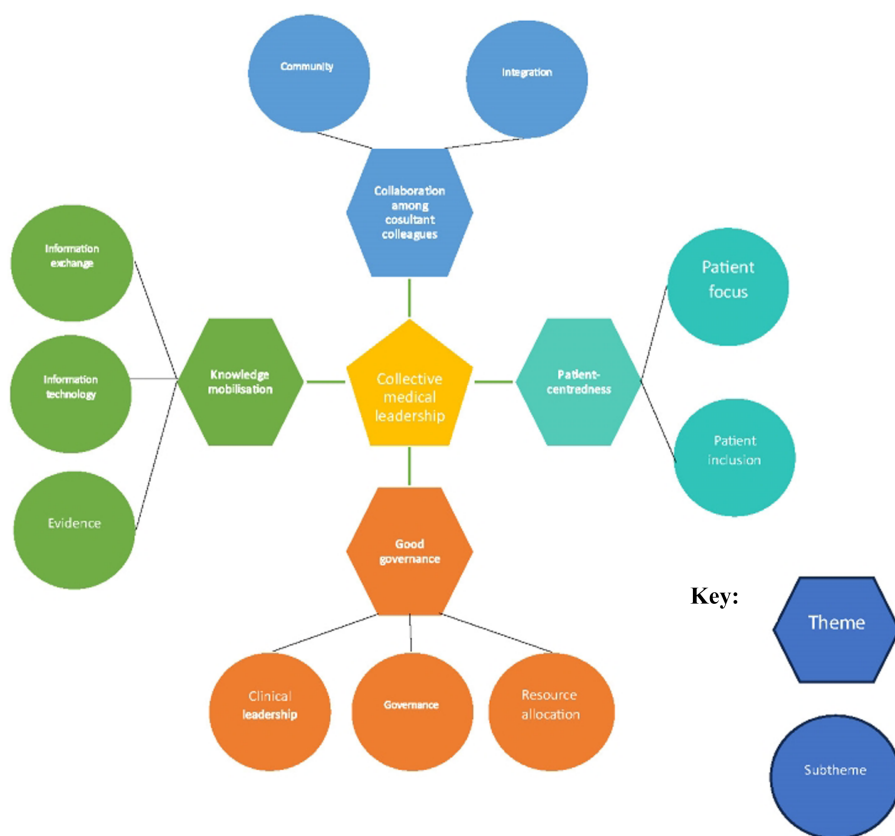 Community
Integration
Collaboration
among
cosultant
colleagues
Information
exchange
Patient
focus
Information
technology
Knowledge
mobilisation
Collective
medical
leadership
Patient-
centredness
Patient
inclusion
Evidence
Good
governance
Key:
Theme
Clinical
leadership
Governance
Resource
allocation
Subtheme